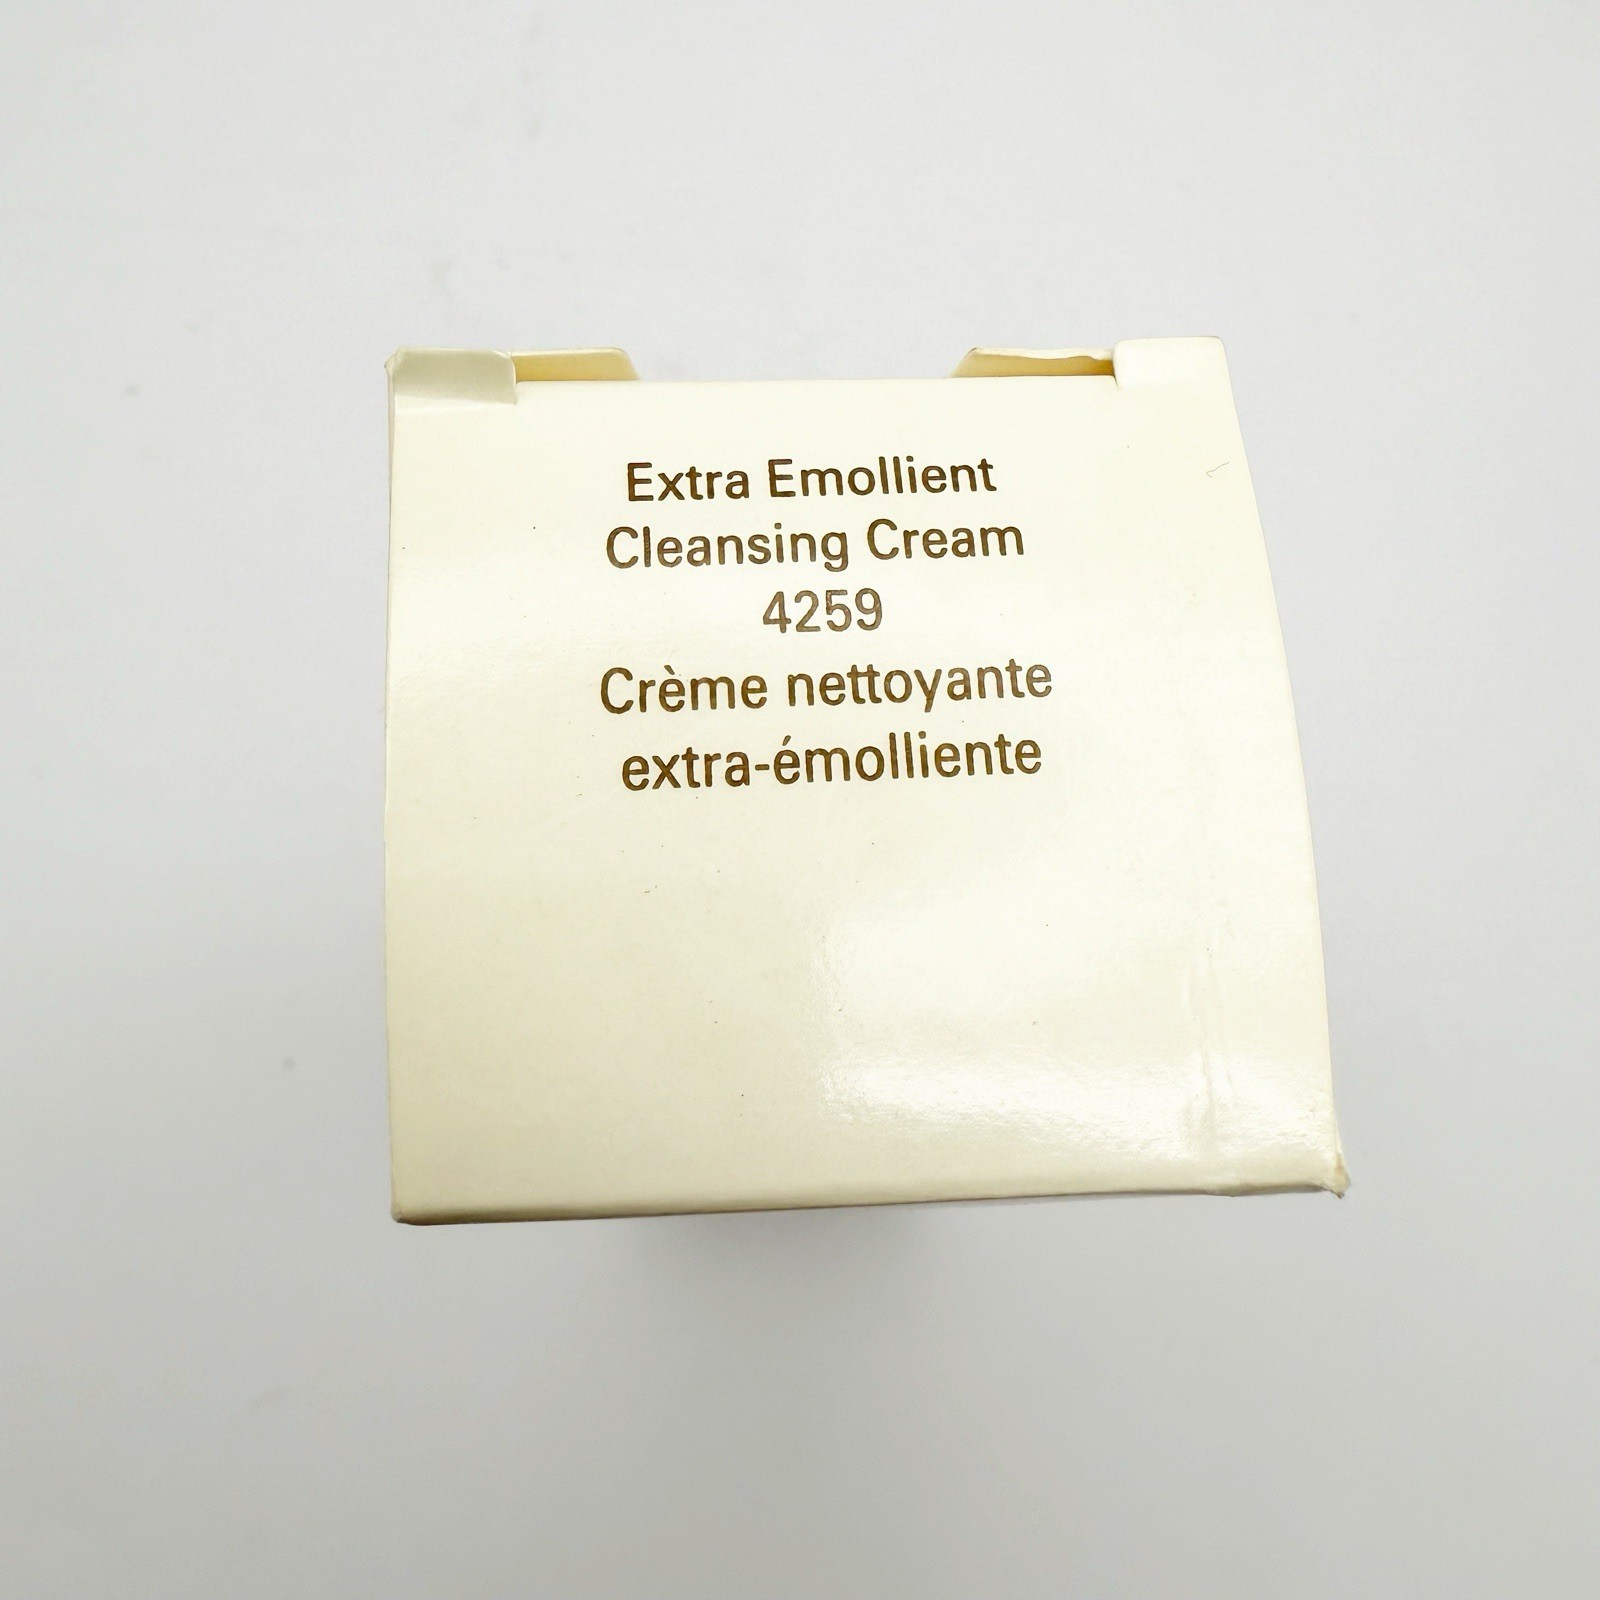 Extra Emollient
Cleansing Cream
4259
Crème nettoyante
extra-émolliente